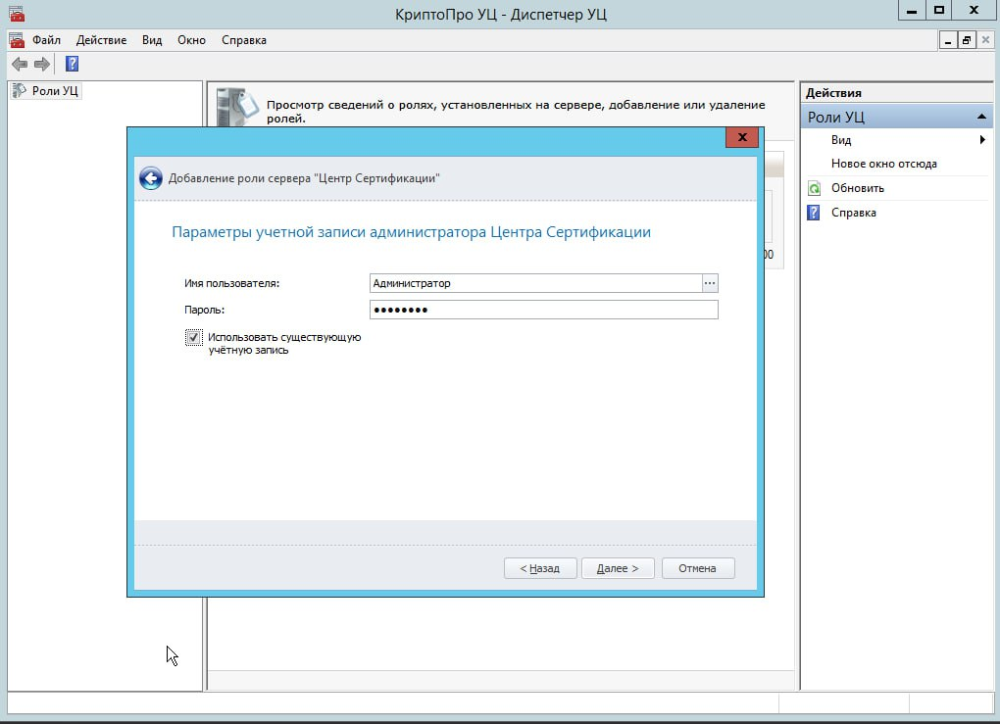 КриптоПро УЦ - Диспетчер УЦ
Файл Действие Вид Окно Справка
Роли УЦ
Просмотр сведений о ролях, установленных на сервере, добавление или удаление
ролей.
Добавление роли сервера "Центр Сертификации"
Параметры учетной записи администратора Центра Сертификации
Имя пользователя: Администратор ...
Пароль: ●●●●●●●●
Использовать существующую
учётную запись
< Назад Далее > Отмена
00
Действия
Роли УЦ
Вид
Новое окно отсюда
Обновить
Справка